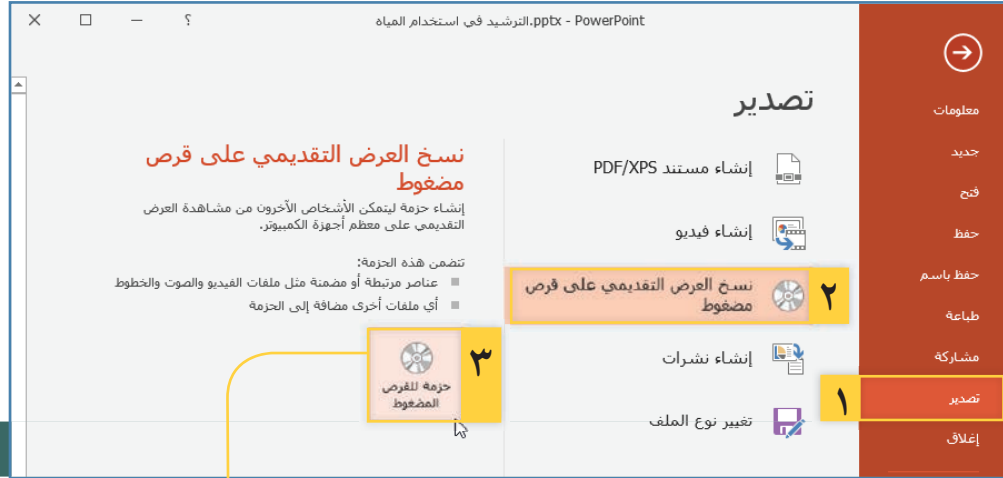 الترشيد في استخدام المياه.pptx - PowerPoint
؟
معلومات
جديد
فتح
حفظ
حفظ باسم
طباعة
مشاركة
تصدير
إغلاق
١
تصدير
إنشاء مستند PDF/XPS
إنشاء فيديو
نسخ العرض التقديمي على قرص
مضغوط
٢
إنشاء نشرات
تغيير نوع الملف
نسخ العرض التقديمي على قرص
مضغوط
إنشاء حزمة ليتمكن الأشخاص الآخرون من مشاهدة العرض
التقديمي على معظم أجهزة الكمبيوتر.
تتضمن هذه الحزمة:
عناصر مرتبطة أو مضمنة مثل ملفات الفيديو والصوت والخطوط
أي ملفات أخرى مضافة إلى الحزمة
٣
حزمة للقرص
المضغوط